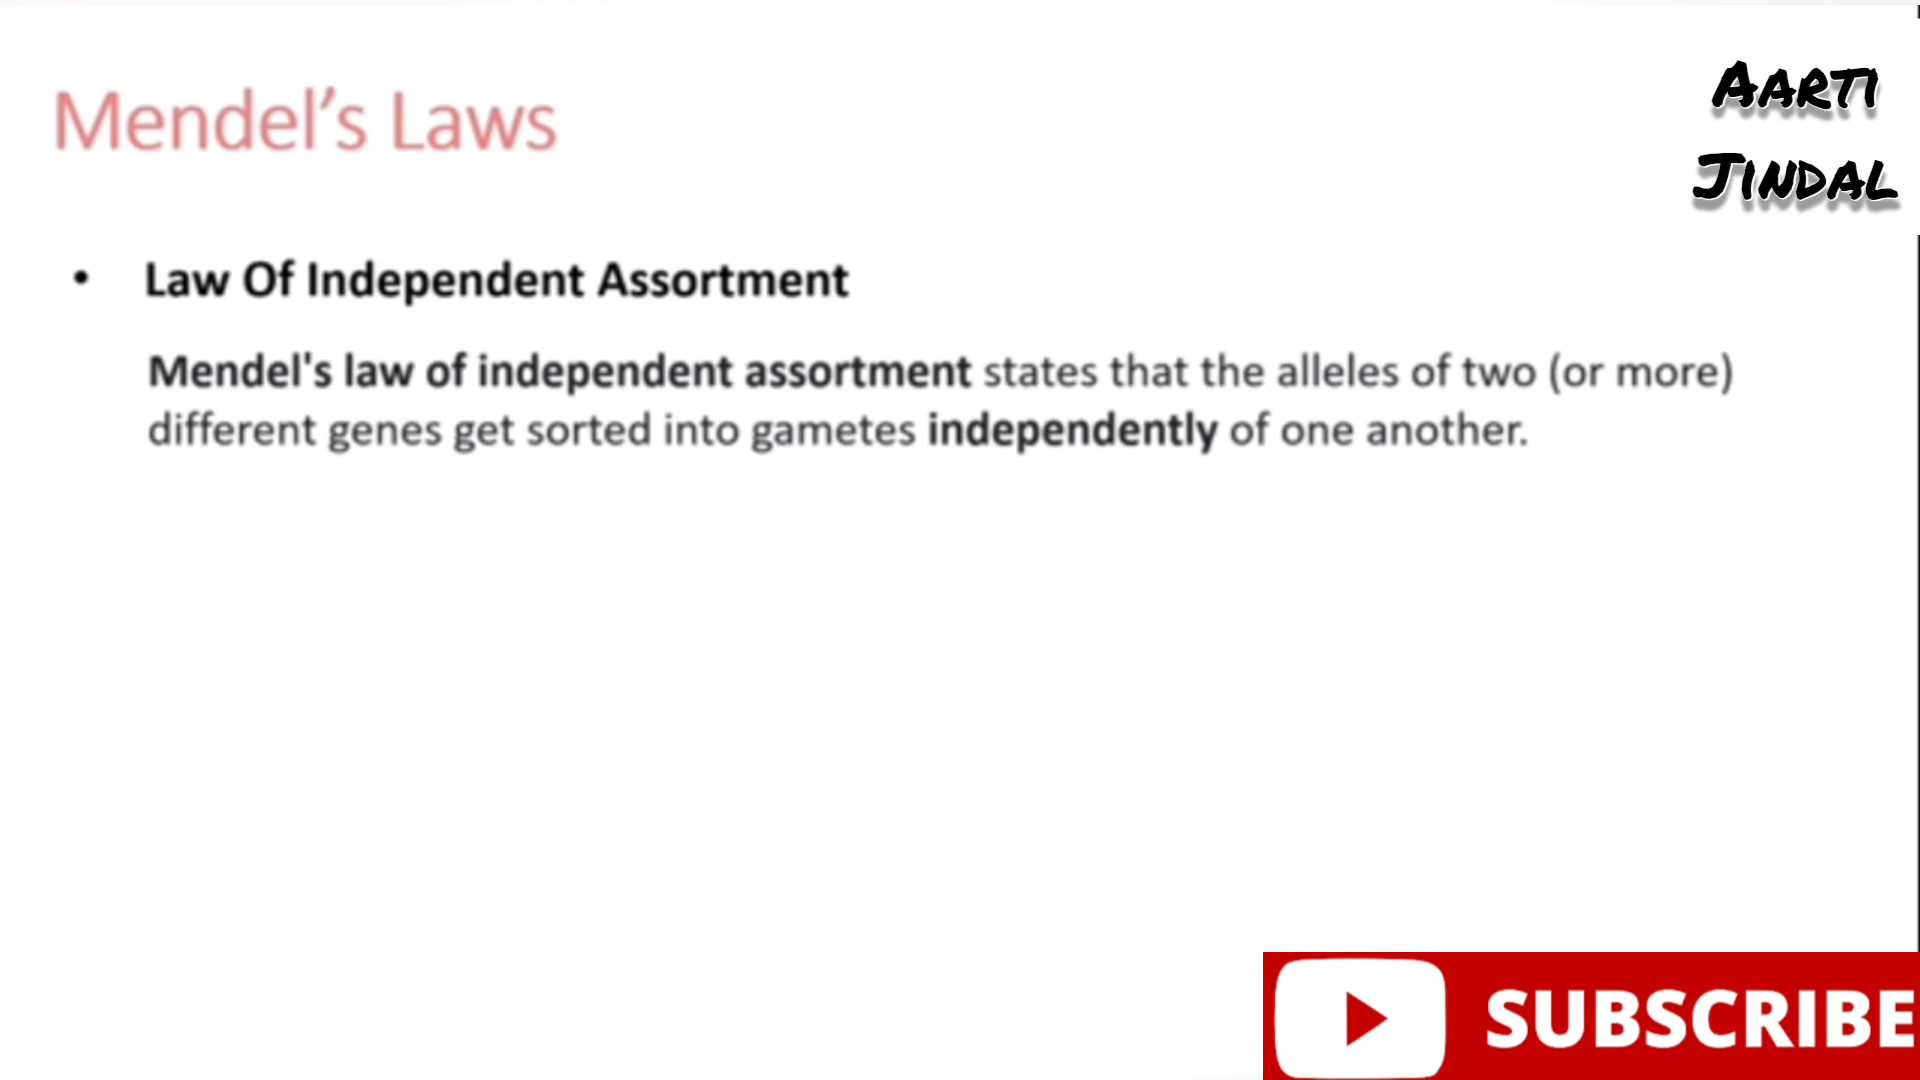 Mendel’s Laws
AARTI
JINDAL
• Law Of Independent Assortment
Mendel's law of independent assortment states that the alleles of two (or more)
different genes get sorted into gametes independently of one another.
SUBSCRIBE